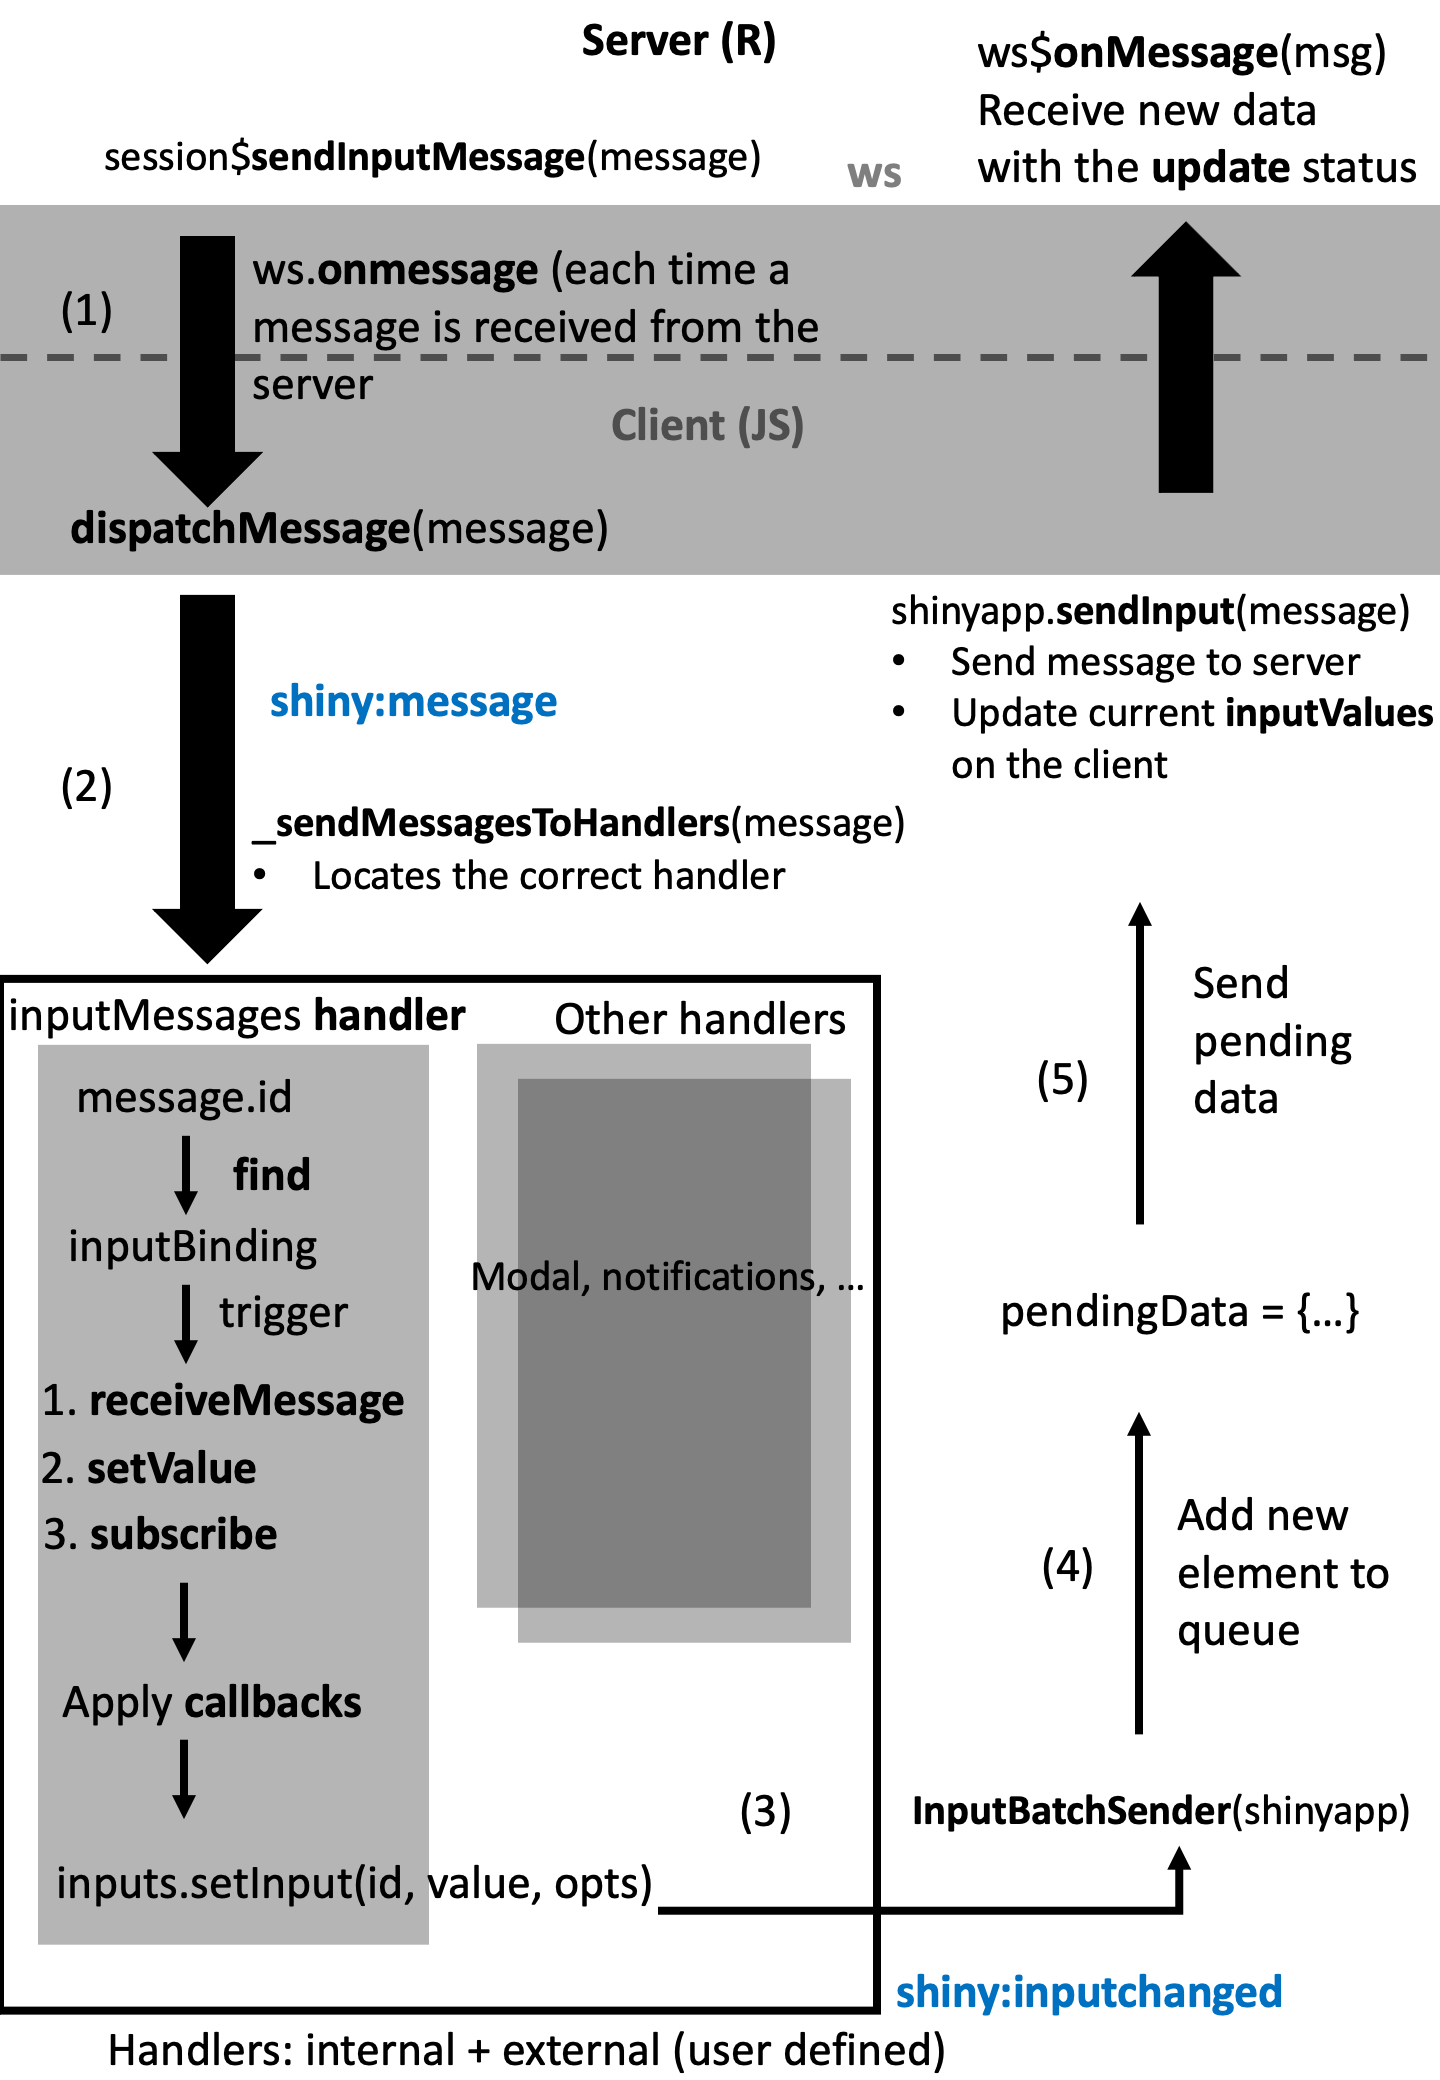 Server (R)
session$sendInputMessage(message)
ws
ws$onMessage(msg)
Receive new data
with the update status
(1)
ws.onmessage (each time a
message is received from the
server
Client (JS)
dispatchMessage(message)
(2)
shiny:message
_sendMessagesToHandlers(message)
• Locates the correct handler
inputMessages handler
message.id
find
inputBinding
trigger
1. receiveMessage
2. setValue
3. subscribe
Apply callbacks
inputs.setInput(id, value, opts)
Other handlers
Modal, notifications, ...
Handlers: internal + external (user defined)
(3)
shiny:inputchanged
InputBatchSender(shinyapp)
(4)
Add new
element to
queue
pendingData = {...}
(5)
Send
pending
data
shinyapp.sendInput(message)
• Send message to server
• Update current inputValues
on the client